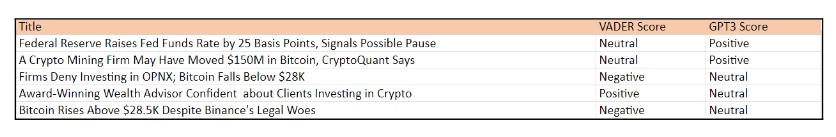 Title VADER Score GPT3 Score
Federal Reserve Raises Fed Funds Rate by 25 Basis Points, Signals Possible Pause Neutral Positive
A Crypto Mining Firm May Have Moved $150M in Bitcoin, CryptoQuant Says Neutral Positive
Firms Deny Investing in OPNX; Bitcoin Falls Below $28K Negative Neutral
Award-Winning Wealth Advisor Confident about Clients Investing in Crypto Positive Neutral
Bitcoin Rises Above $28.5K Despite Binance's Legal Woes Negative Neutral